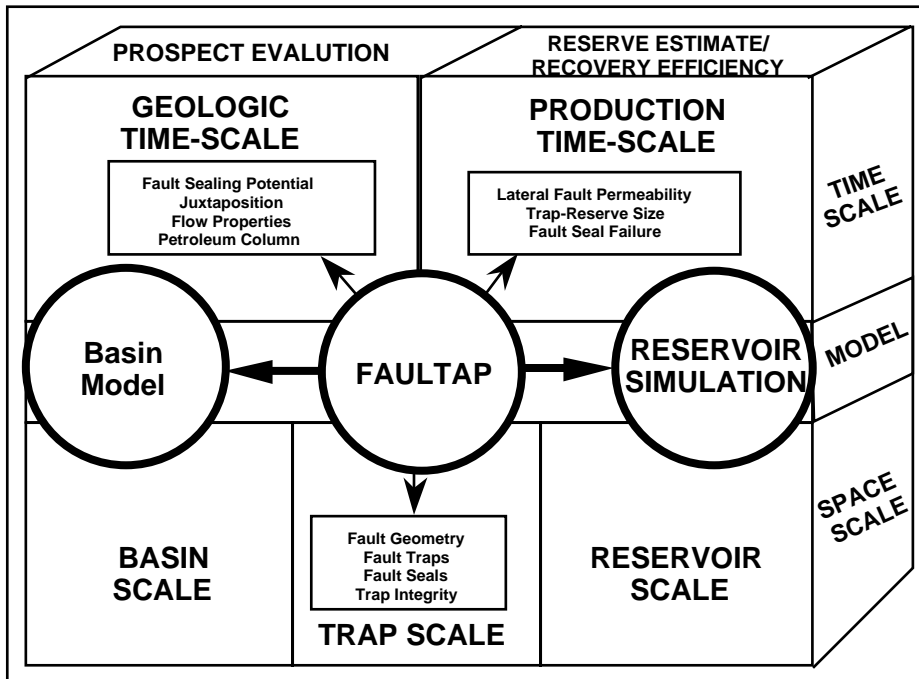 PROSPECT EVALUTION
RESERVE ESTIMATE/
RECOVERY EFFICIENCY
GEOLOGIC
TIME-SCALE
PRODUCTION
TIME-SCALE
TIME
SCALE
Fault Sealing Potential
Juxtaposition
Flow Properties
Petroleum Column
Lateral Fault Permeability
Trap-Reserve Size
Fault Seal Failure
Basin
Model
FAULTAP
RESERVOIR
SIMULATION
MODEL
BASIN
SCALE
Fault Geometry
Fault Traps
Fault Seals
Trap Integrity
TRAP SCALE
RESERVOIR
SCALE
SPACE
SCALE